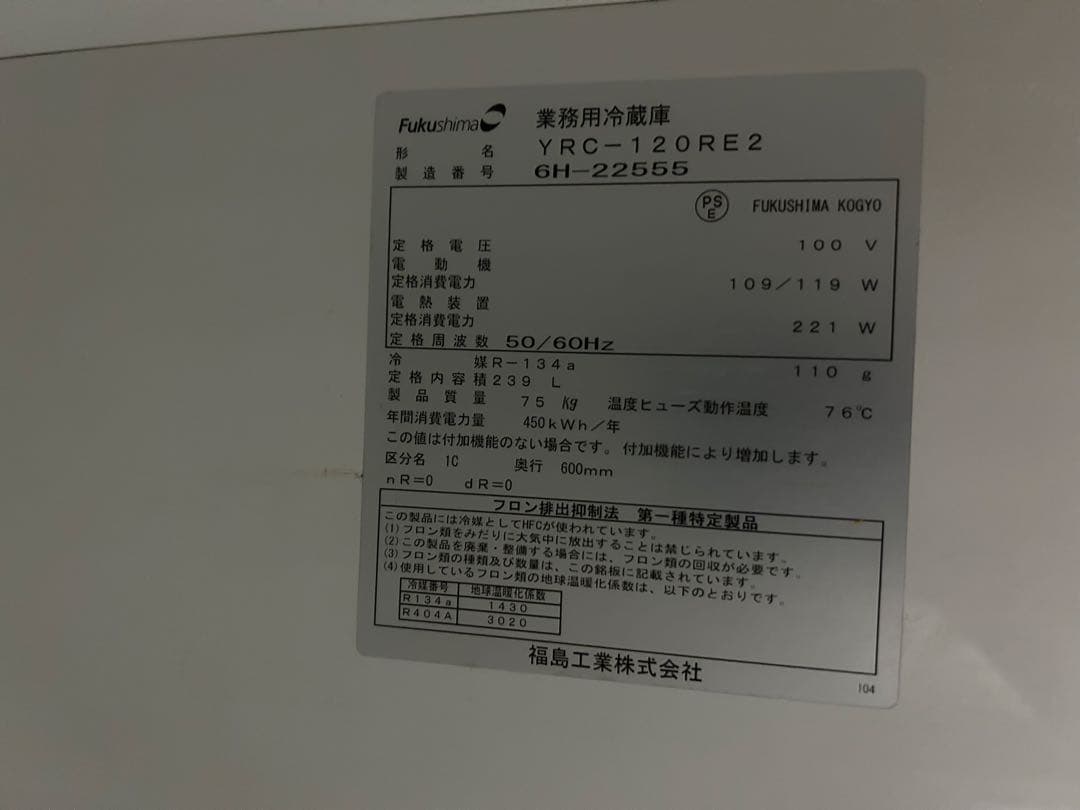 Fukushima 業務用冷蔵庫
形名 YRC-120RE2
製造番号 6H-22555
PSE FUKUSHIMA KOGYO
定格電圧 100 V
電動機
定格消費電力 109/119 W
電熱装置
定格消費電力 221 W
定格周波数 50/60Hz
冷媒 R-134a 110 g
定格内容積 239 L
製品質量 75 Kg 温度ヒューズ動作温度 76℃
年間消費電力量 450kWh/年
この値は付加機能のない場合です。付加機能により増加します。
区分名 1C 奥行 600mm
nR=0 dR=0
フロン排出抑制法 第一種特定製品
この製品には冷媒としてHFCが使われています。
(1)フロン類をみだりに大気中に放出することは禁じられています。
(2)この製品を廃棄・整備する場合には、フロン類の回収が必要です。
(3)フロン類の種類及び数量は、この銘板に記載されています。
(4)使用しているフロン類の地球温暖化係数は、以下のとおりです。
冷媒番号 地球温暖化係数
R134a 1430
R404A 3020
福島工業株式会社
104